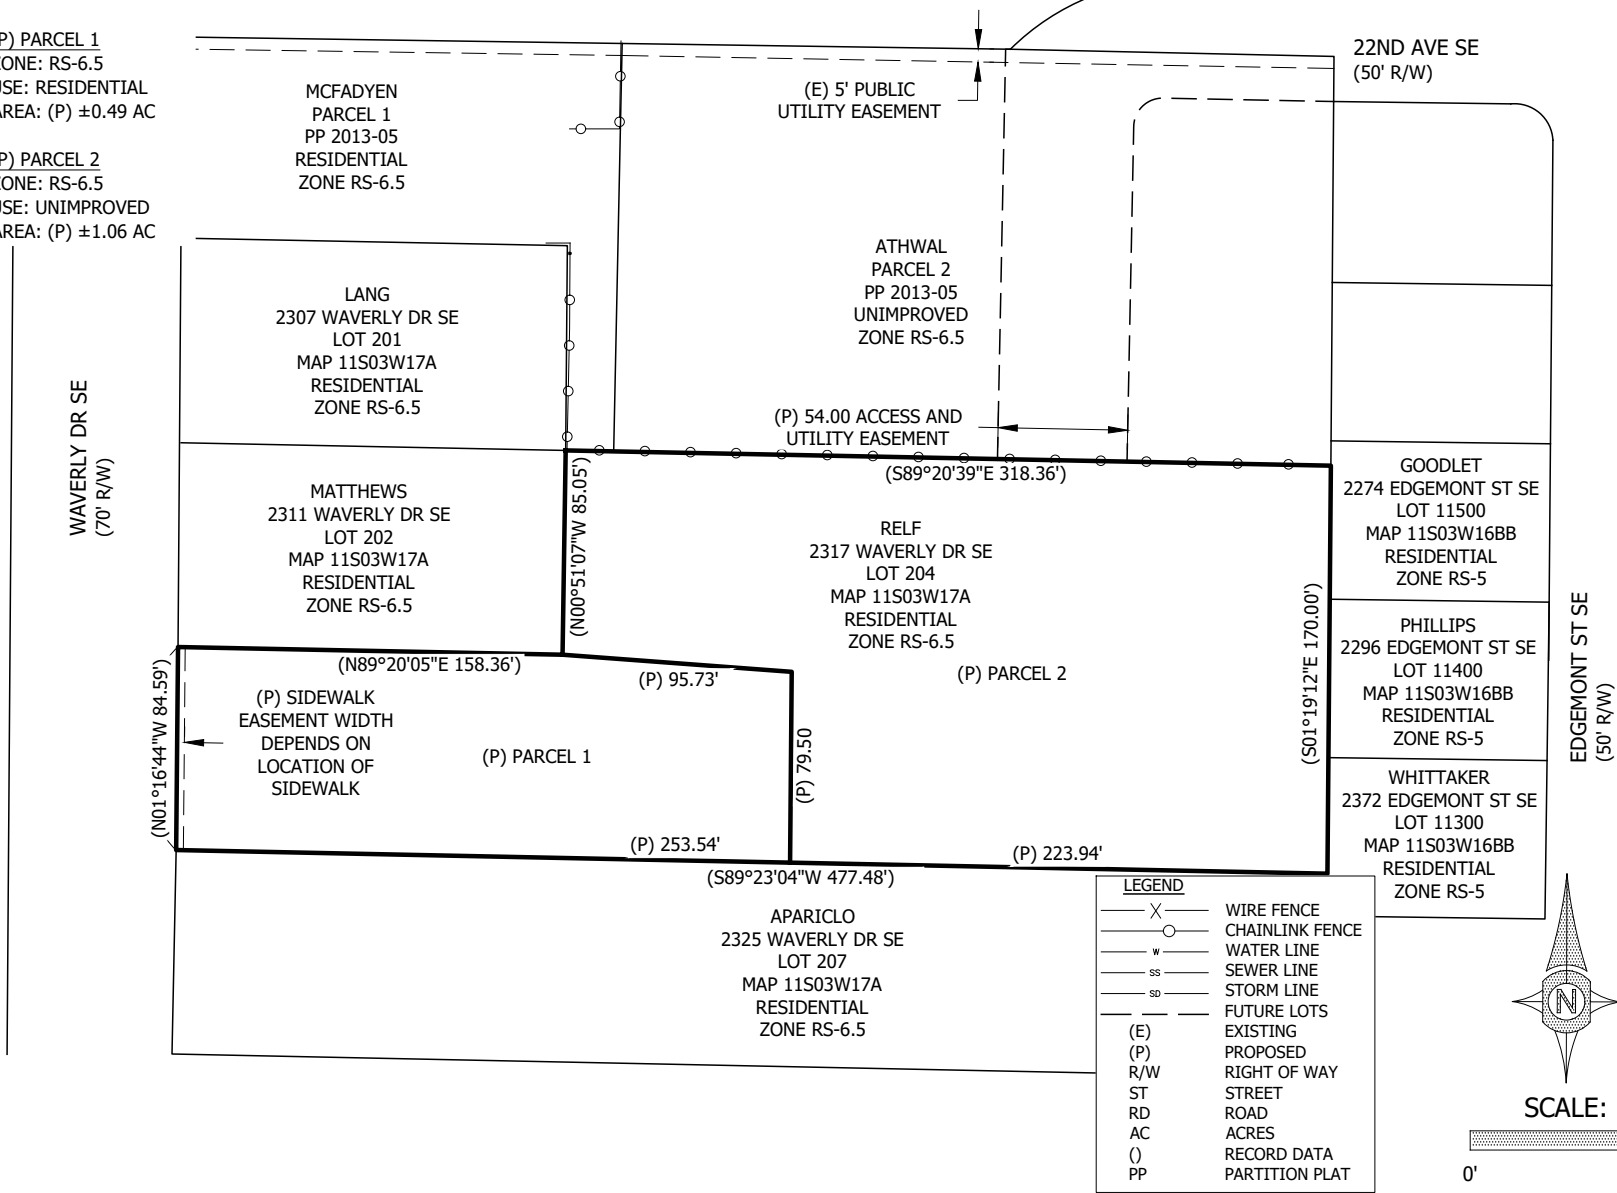 P) PARCEL 1
ZONE: RS-6.5
USE: RESIDENTIAL
AREA: (P) ±0.49 AC
P) PARCEL 2
ZONE: RS-6.5
USE: UNIMPROVED
AREA: (P) ±1.06 AC
MCFADYEN
PARCEL 1
PP 2013-05
RESIDENTIAL
ZONE RS-6.5
(E) 5' PUBLIC
UTILITY EASEMENT
22ND AVE SE
(50' R/W)
ATHWAL
PARCEL 2
PP 2013-05
UNIMPROVED
ZONE RS-6.5
LANG
2307 WAVERLY DR SE
LOT 201
MAP 11S03W17A
RESIDENTIAL
ZONE RS-6.5
WAVERLY DR SE
(70' R/W)
(P) 54.00 ACCESS AND
UTILITY EASEMENT
(S89°20'39"E 318.36')
MATTHEWS
2311 WAVERLY DR SE
LOT 202
MAP 11S03W17A
RESIDENTIAL
ZONE RS-6.5
(N00°51'07"W 85.05')
RELF
2317 WAVERLY DR SE
LOT 204
MAP 11S03W17A
RESIDENTIAL
ZONE RS-6.5
(P) PARCEL 2
(S01°19'12"E 170.00')
GOODLET
2274 EDGEMONT ST SE
LOT 11500
MAP 11S03W16BB
RESIDENTIAL
ZONE RS-5
PHILLIPS
2296 EDGEMONT ST SE
LOT 11400
MAP 11S03W16BB
RESIDENTIAL
ZONE RS-5
WHITTAKER
2372 EDGEMONT ST SE
LOT 11300
MAP 11S03W16BB
RESIDENTIAL
ZONE RS-5
EDGEMONT ST SE
(50' R/W)
(N89°20'05"E 158.36')
(P) 95.73'
(N01°16'44"W 84.59')
(P) SIDEWALK
EASEMENT WIDTH
DEPENDS ON
LOCATION OF
SIDEWALK
(P) PARCEL 1
(P) 79.50
(P) 253.54'
(P) 223.94'
(S89°23'04"W 477.48')
APARICLO
2325 WAVERLY DR SE
LOT 207
MAP 11S03W17A
RESIDENTIAL
ZONE RS-6.5
LEGEND
X WIRE FENCE
CHAINLINK FENCE
W WATER LINE
SS SEWER LINE
SD STORM LINE
FUTURE LOTS
(E) EXISTING
(P) PROPOSED
R/W RIGHT OF WAY
ST STREET
RD ROAD
AC ACRES
() RECORD DATA
PP PARTITION PLAT
N
SCALE:
0'